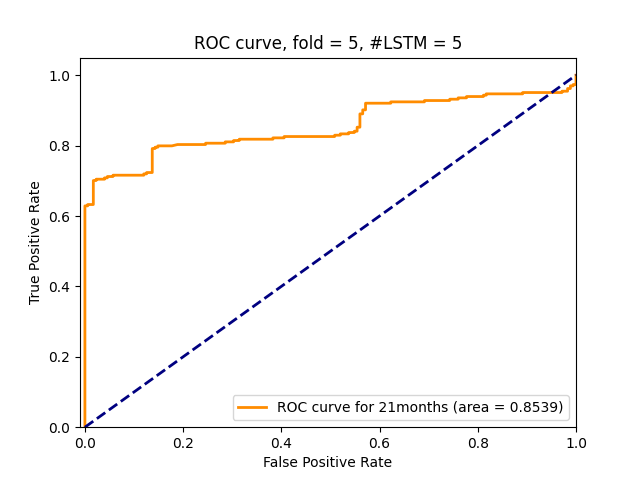 ROC curve, fold = 5, #LSTM = 5
True Positive Rate
1.0
0.8
0.6
0.4
0.2
0.0
ROC curve for 21months (area = 0.8539)
0.0 0.2 0.4 0.6 0.8 1.0
False Positive Rate